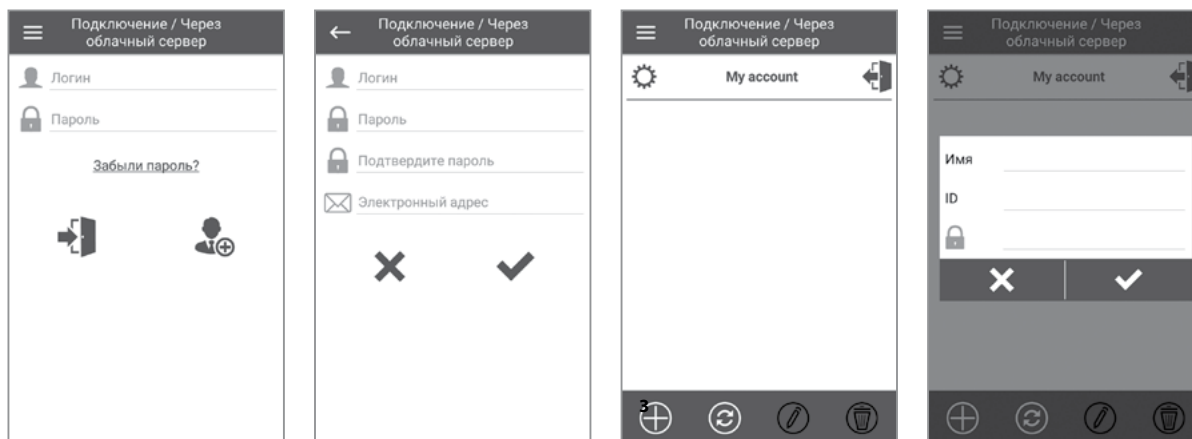 Подключение / Через
облачный сервер
Логин
Пароль
Забыли пароль?
Подключение / Через
облачный сервер
Логин
Пароль
Подтвердите пароль
Электронный адрес
Подключение / Через
облачный сервер
My account
3
Подключение / Через
облачный сервер
My account
Имя
ID